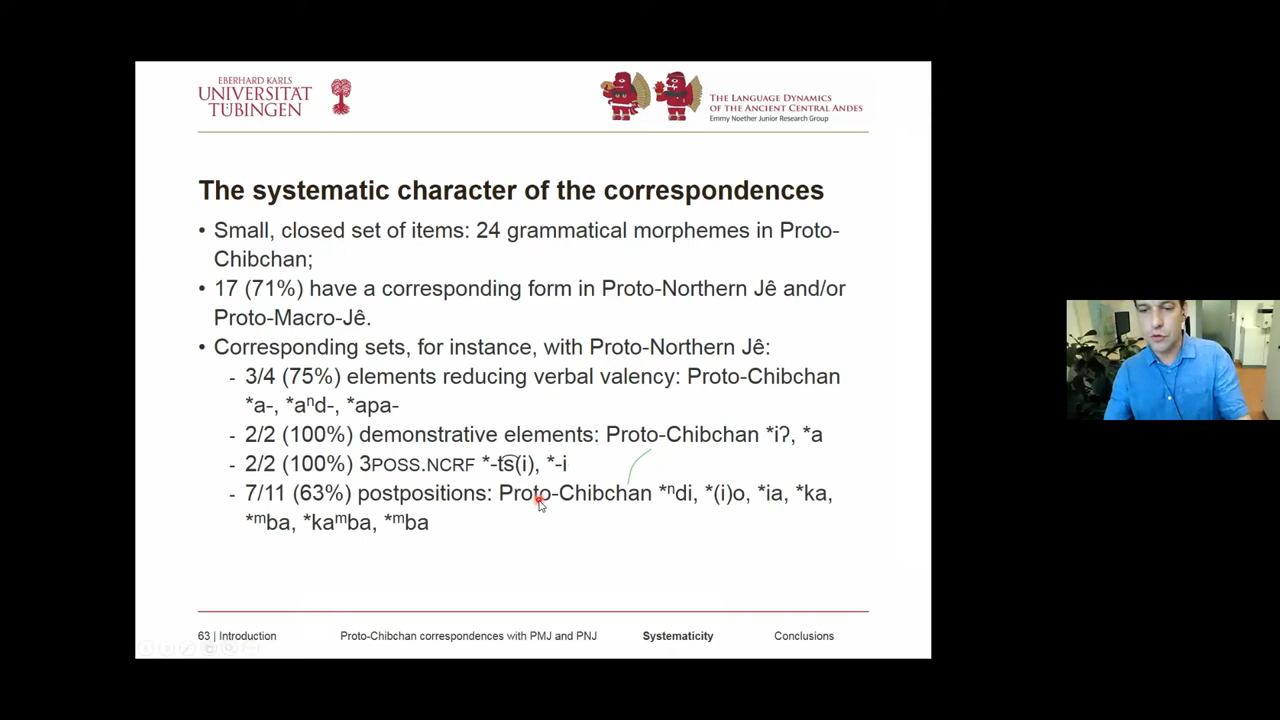 EBERHARD KARLS
UNIVERSITÄT
TÜBINGEN
THE LANGUAGE DYNAMICS
OF THE ANCIENT CENTRAL ANDES
Emmy Noether Junior Research Group
The systematic character of the correspondences
• Small, closed set of items: 24 grammatical morphemes in Proto-
Chibchan;
• 17 (71%) have a corresponding form in Proto-Northern Jê and/or
Proto-Macro-Jê.
• Corresponding sets, for instance, with Proto-Northern Jê:
- 3/4 (75%) elements reducing verbal valency: Proto-Chibchan
*a-, *aⁿd-, *apa-
- 2/2 (100%) demonstrative elements: Proto-Chibchan *iʔ, *a
- 2/2 (100%) 3POSS.NCRF *-t͡s(i), *-i
- 7/11 (63%) postpositions: Proto-Chibchan *ⁿdi, *(i)o, *ia, *ka,
*ᵐba, *kaᵐba, *ᵐba
63 | Introduction Proto-Chibchan correspondences with PMJ and PNJ Systematicity Conclusions